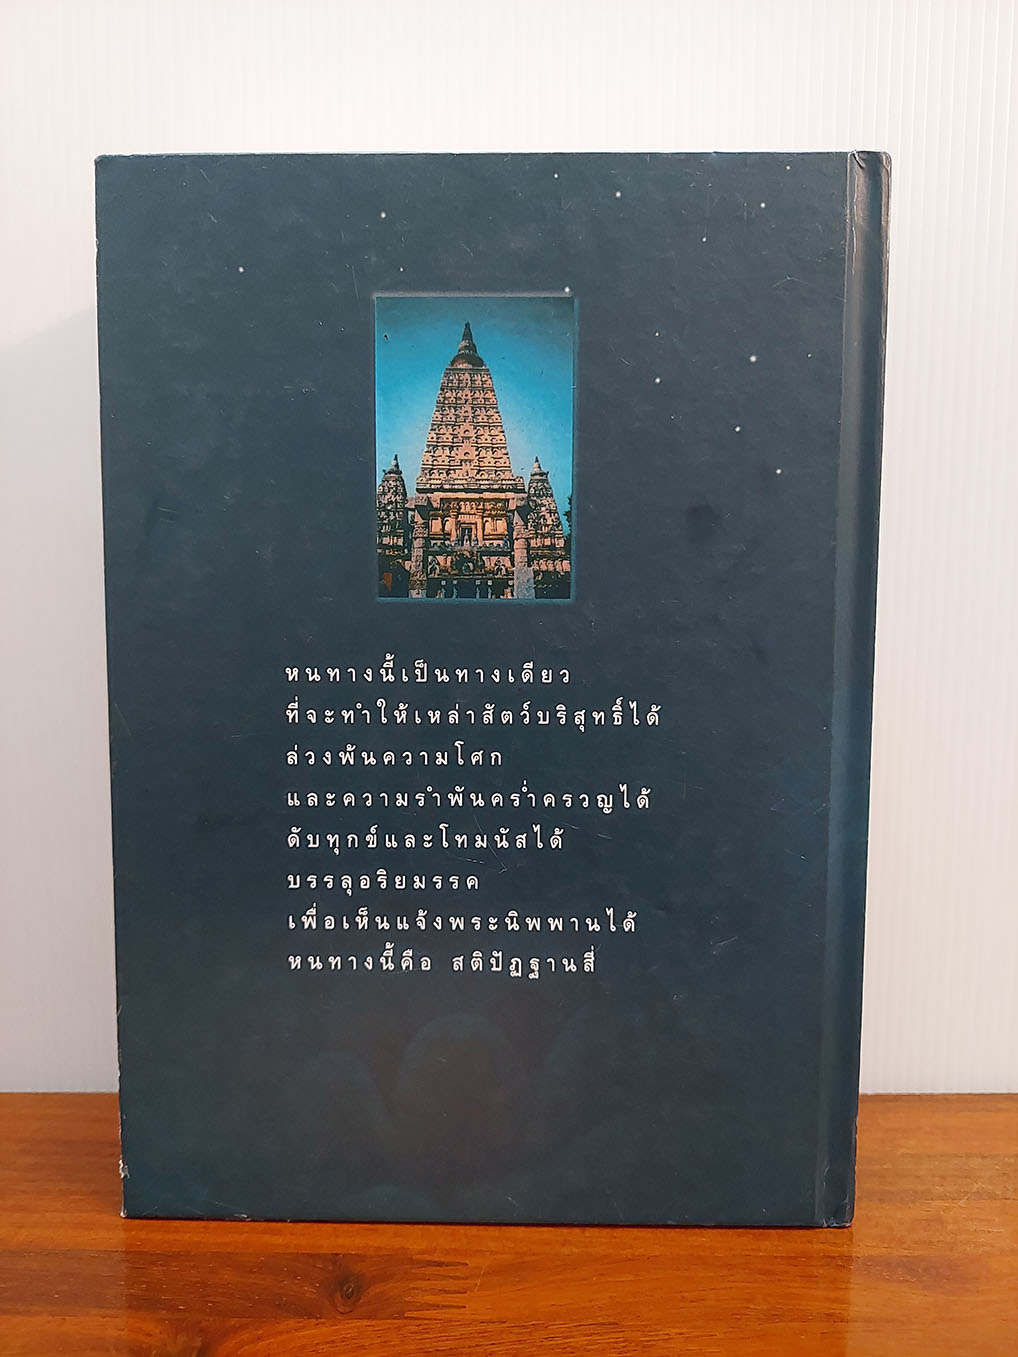 หนทางนี้เป็นทางเดียว
ที่จะทำให้เหล่าสัตว์บริสุทธิ์ได้
ล่วงพ้นความโศก
และความรำพันคร่ำครวญได้
ดับทุกข์และโทมนัสได้
บรรลุอริยมรรค
เพื่อเห็นแจ้งพระนิพพานได้
หนทางนี้คือ สติปัฏฐานสี่